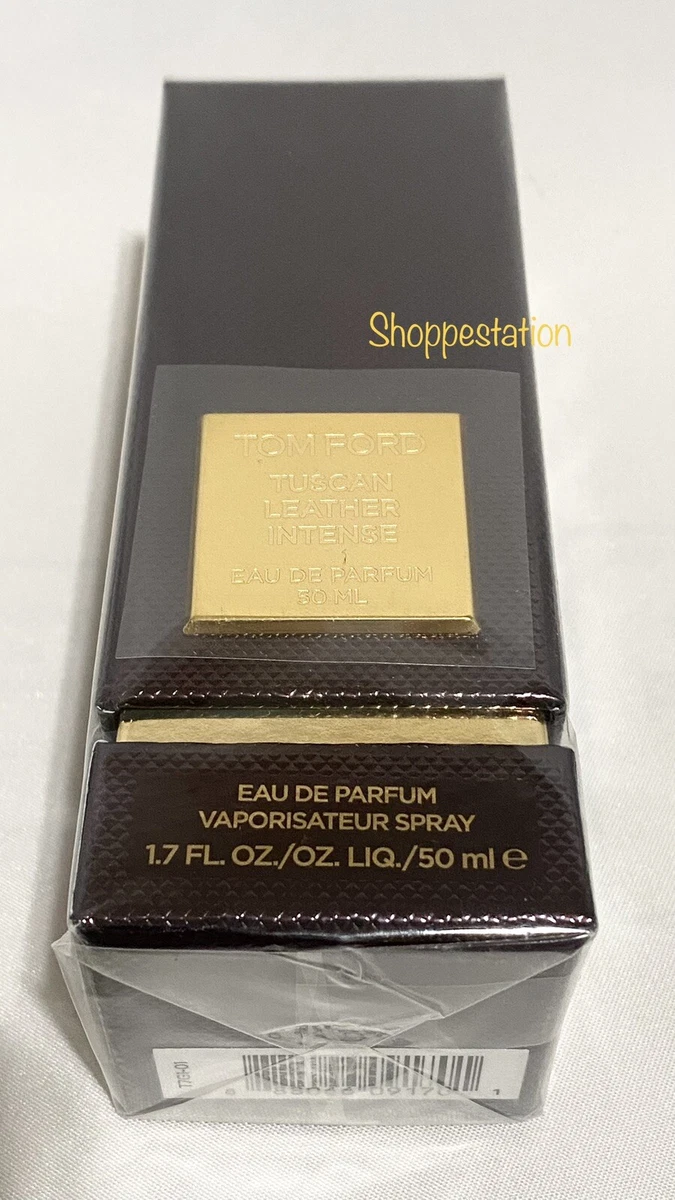 Shoppestation
TOM FORD
TUSCAN
LEATHER
INTENSE
EAU DE PARFUM
50 ML
EAU DE PARFUM
VAPORISATEUR SPRAY
1.7 FL. OZ./OZ. LIQ./50 ml ℮